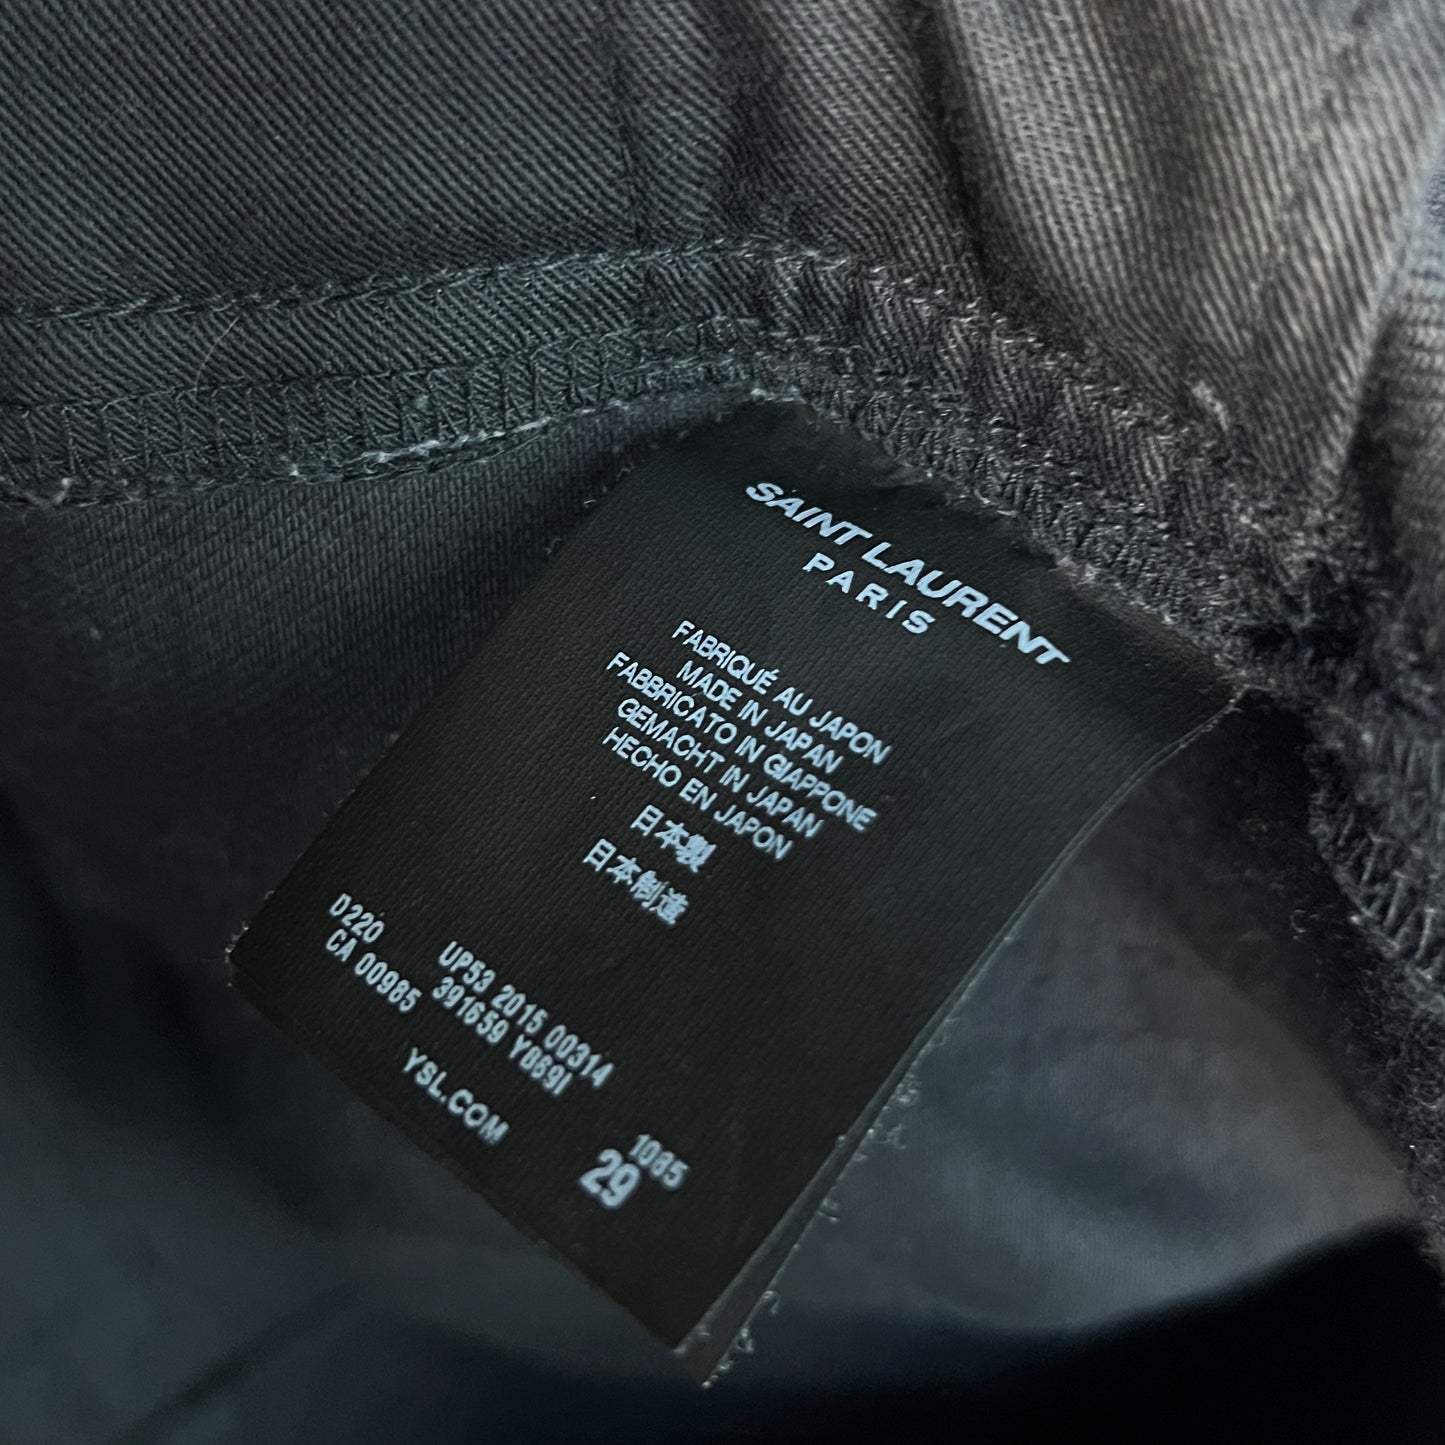 SAINT LAURENT
PARIS
FABRIQUÉ AU JAPON
MADE IN JAPAN
FABBRICATO IN GIAPPONE
GEMACHT IN JAPAN
HECHO EN JAPON
日本製
日本制造
D220 UP53 2015 00314
CA 00985 391659 YB69I
YSL.COM
1085
29